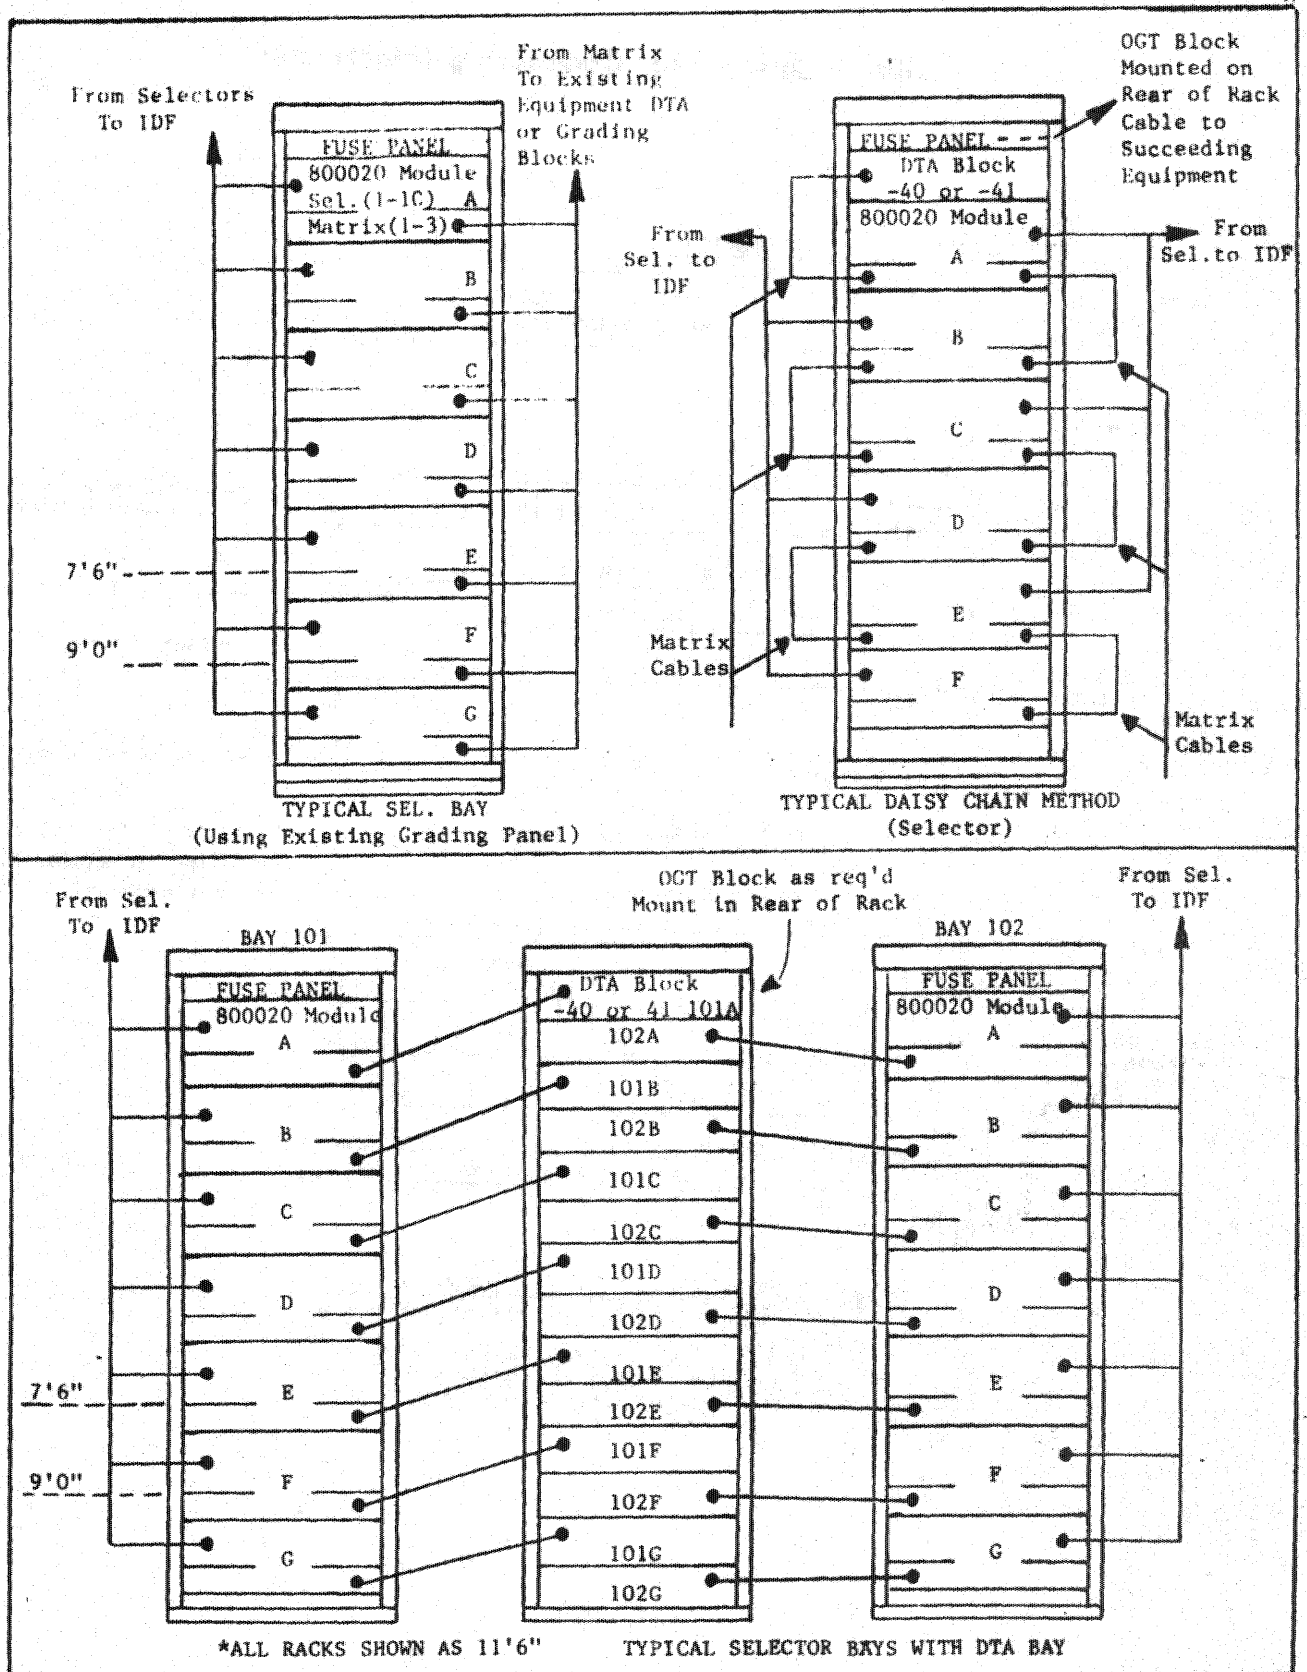 From Selectors
To IDF
From Matrix
To Existing
Equipment DTA
or Grading
Blocks
FUSE PANEL
800020 Module
Sel.(1-1C) A
Matrix(1-3)
B
C
D
E
F
G
7'6"
9'0"
TYPICAL SEL. BAY
(Using Existing Grading Panel)
OGT Block
Mounted on
Rear of Rack
Cable to
Succeeding
Equipment
FUSE PANEL
DTA Block
-40 or -41
800020 Module
A
B
C
D
E
F
From
Sel. to
IDF
From
Sel.to IDF
Matrix
Cables
Matrix
Cables
TYPICAL DAISY CHAIN METHOD
(Selector)
From Sel.
To IDF
BAY 101
FUSE PANEL
800020 Module
A
B
C
D
E
F
G
7'6"
9'0"
OGT Block as req'd
Mount in Rear of Rack
DTA Block
-40 or 41 101A
102A
101B
102B
101C
102C
101D
102D
101E
102E
101F
102F
101G
102G
From Sel.
To IDF
BAY 102
FUSE PANEL
800020 Module
A
B
C
D
E
F
G
*ALL RACKS SHOWN AS 11'6"
TYPICAL SELECTOR BAYS WITH DTA BAY